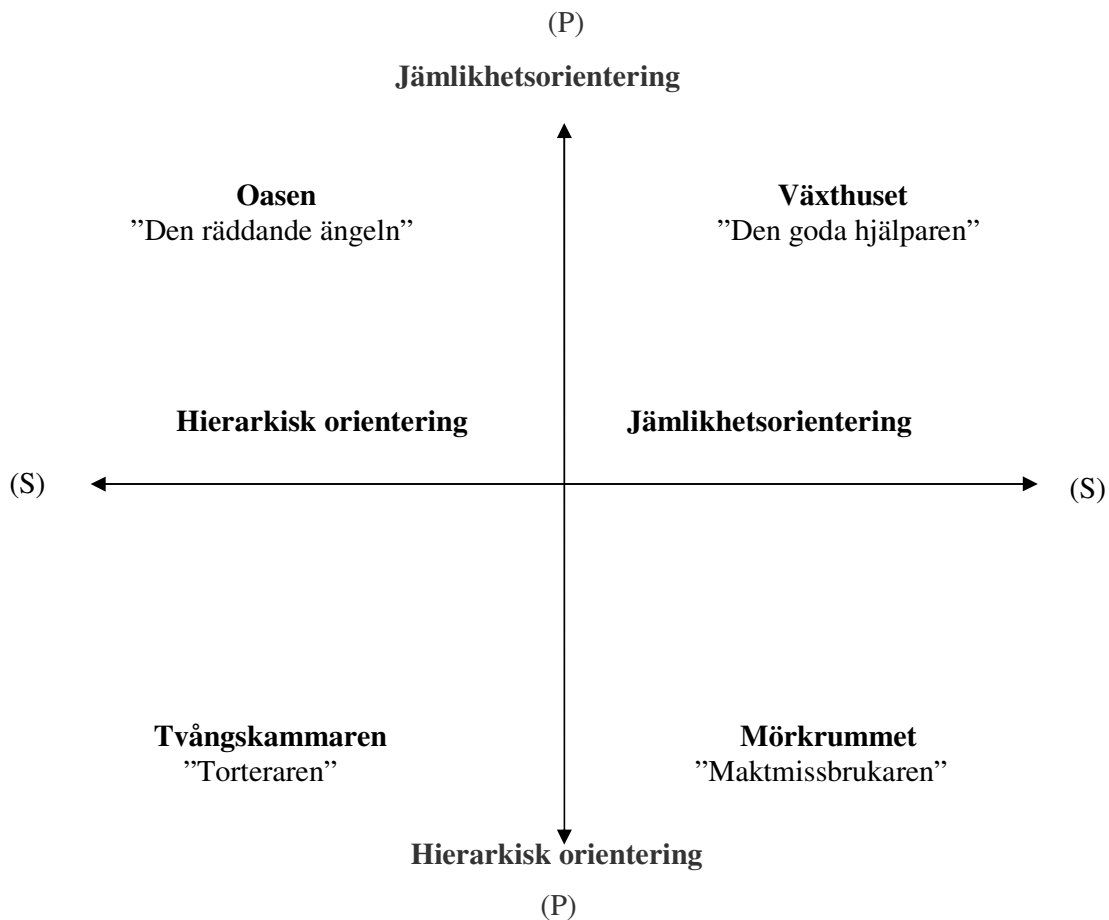 (P)
Jämlikhetsorientering
Oasen
”Den räddande ängeln”
Växthuset
”Den goda hjälparen”
Hierarkisk orientering
Jämlikhetsorientering
(S)
(S)
Tvångskammaren
”Torteraren”
Mörkrummet
”Maktmissbrukaren”
Hierarkisk orientering
(P)